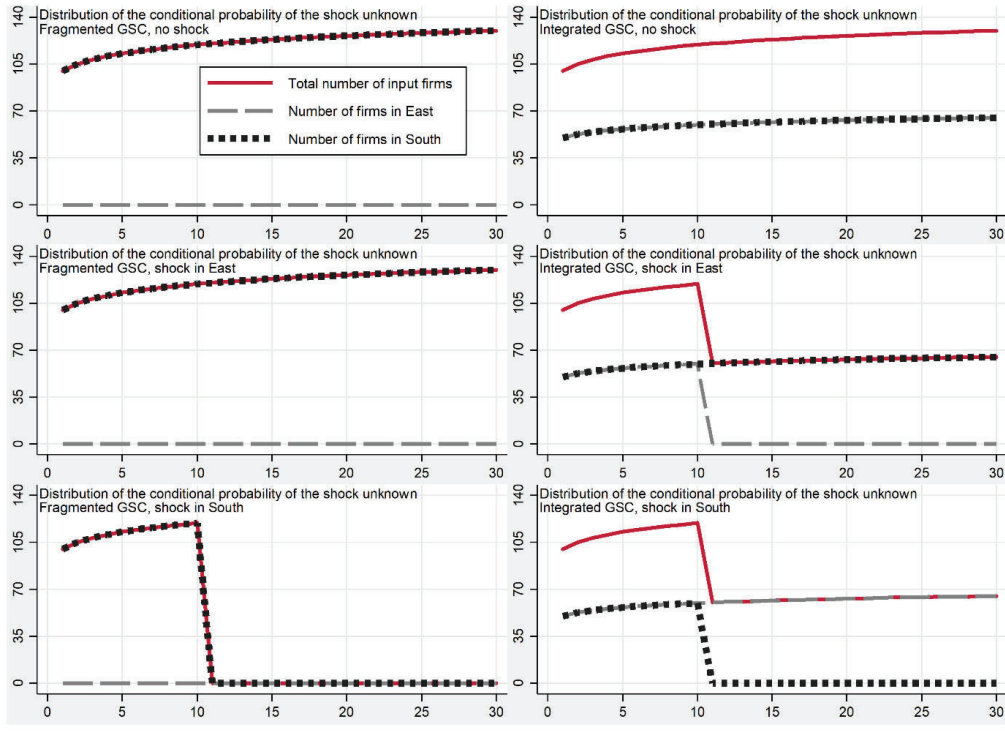 Distribution of the conditional probability of the shock unknown
Fragmented GSC, no shock
140
105
70
35
0
Total number of input firms
Number of firms in East
Number of firms in South
0 5 10 15 20 25 30
Distribution of the conditional probability of the shock unknown
Integrated GSC, no shock
140
105
70
35
0
0 5 10 15 20 25 30
Distribution of the conditional probability of the shock unknown
Fragmented GSC, shock in East
140
105
70
35
0
0 5 10 15 20 25 30
Distribution of the conditional probability of the shock unknown
Integrated GSC, shock in East
140
105
70
35
0
0 5 10 15 20 25 30
Distribution of the conditional probability of the shock unknown
Fragmented GSC, shock in South
140
105
70
35
0
0 5 10 15 20 25 30
Distribution of the conditional probability of the shock unknown
Integrated GSC, shock in South
140
105
70
35
0
0 5 10 15 20 25 30